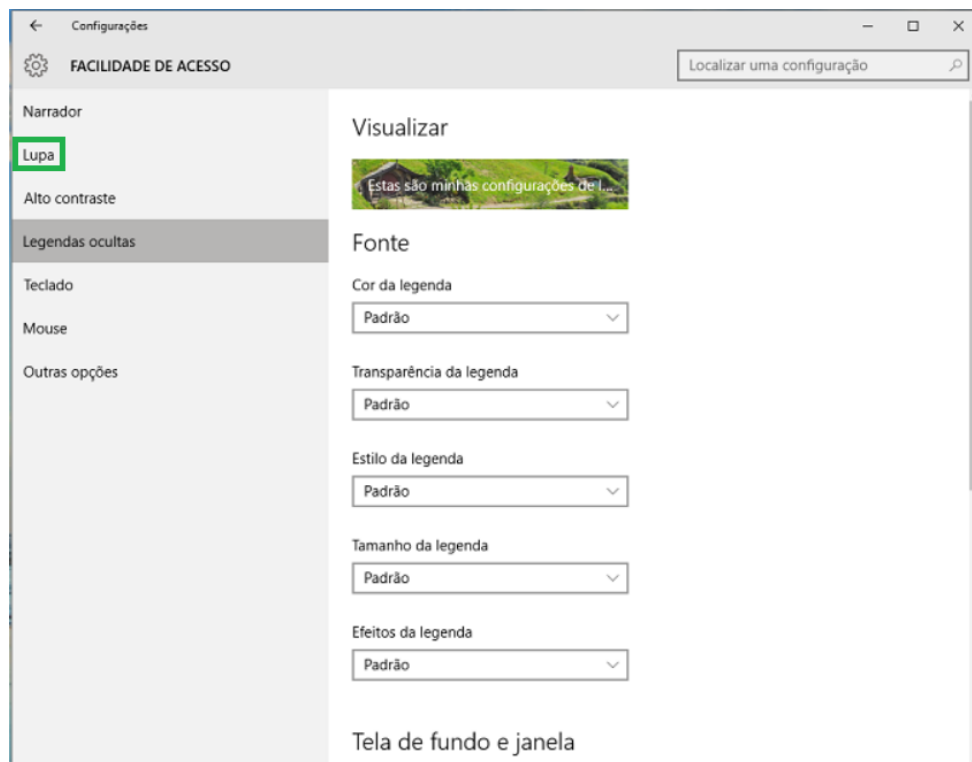 Configurações
FACILIDADE DE ACESSO
Localizar uma configuração
Narrador
Lupa
Alto contraste
Legendas ocultas
Teclado
Mouse
Outras opções
Visualizar
Estas são minhas configurações de l...
Fonte
Cor da legenda
Padrão
Transparência da legenda
Padrão
Estilo da legenda
Padrão
Tamanho da legenda
Padrão
Efeitos da legenda
Padrão
Tela de fundo e janela